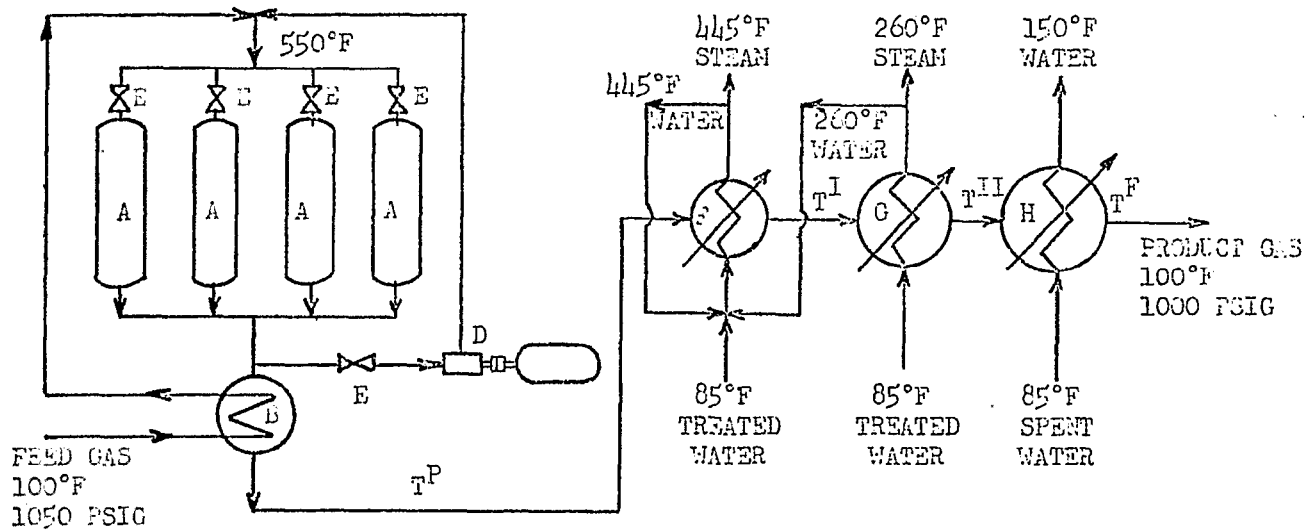 550°F
445°F
STEAM
260°F
STEAM
150°F
WATER
445°F
WATER
260°F
WATER
E
E
E
E
A
A
A
A
F
T^I
G
T^II
H
T^F
PRODUCT GAS
100°F
1000 PSIG
D
E
B
85°F
TREATED
WATER
85°F
TREATED
WATER
85°F
SPENT
WATER
FEED GAS
100°F
1050 PSIG
T^P